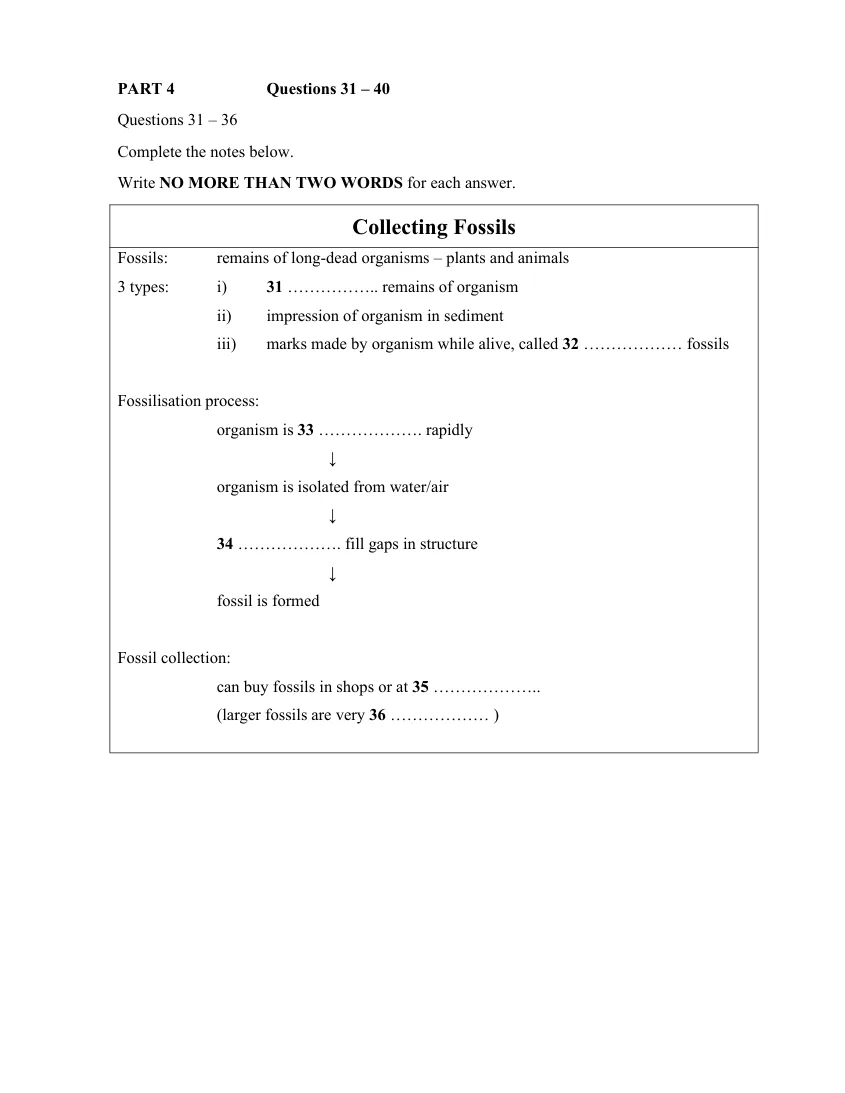 PART 4 Questions 31 – 40
Questions 31 – 36
Complete the notes below.
Write NO MORE THAN TWO WORDS for each answer.
Collecting Fossils
Fossils: remains of long-dead organisms – plants and animals
3 types: i) 31 …………….. remains of organism
ii) impression of organism in sediment
iii) marks made by organism while alive, called 32 ……………… fossils
Fossilisation process:
organism is 33 ………………. rapidly
↓
organism is isolated from water/air
↓
34 ………………. fill gaps in structure
↓
fossil is formed
Fossil collection:
can buy fossils in shops or at 35 ………………..
(larger fossils are very 36 ……………… )